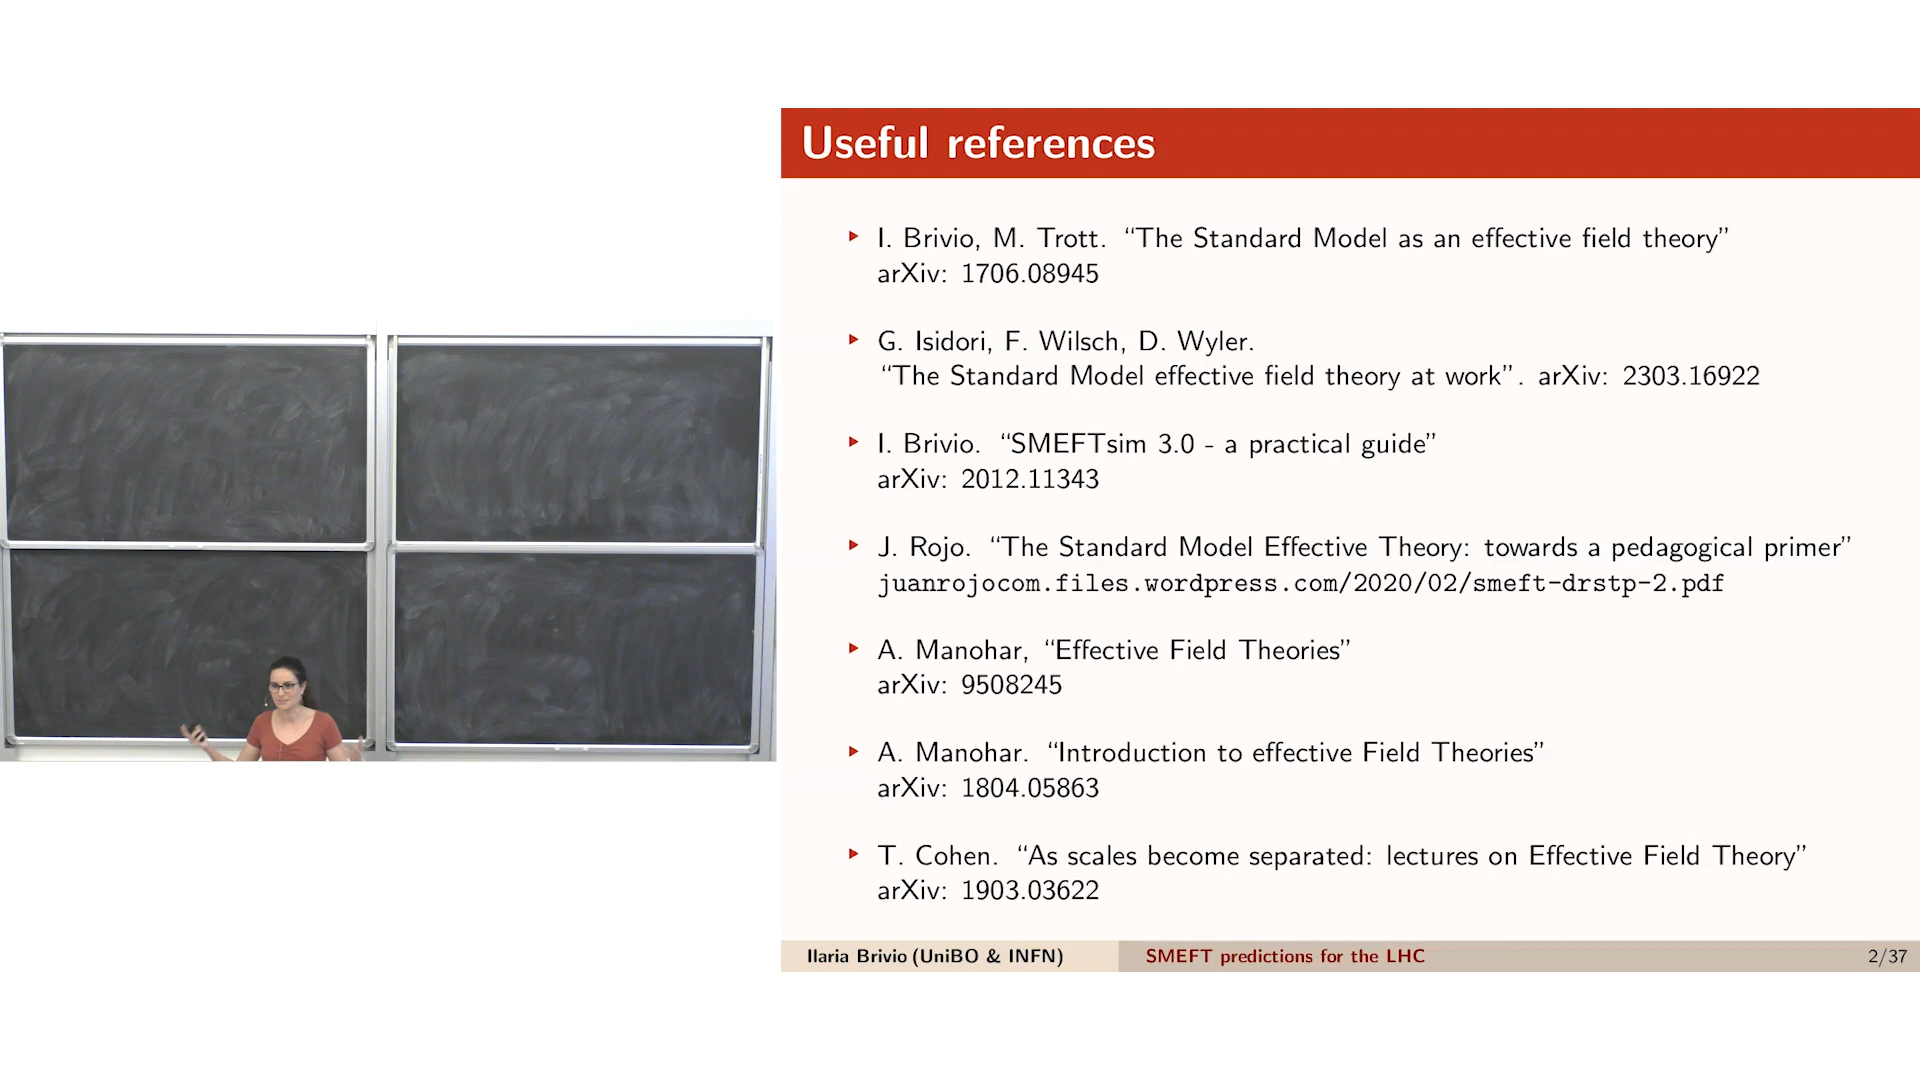 Useful references
I. Brivio, M. Trott. “The Standard Model as an effective field theory”
arXiv: 1706.08945
G. Isidori, F. Wilsch, D. Wyler.
“The Standard Model effective field theory at work”. arXiv: 2303.16922
I. Brivio. “SMEFTsim 3.0 - a practical guide”
arXiv: 2012.11343
J. Rojo. “The Standard Model Effective Theory: towards a pedagogical primer”
juanrojocom.files.wordpress.com/2020/02/smeft-drstp-2.pdf
A. Manohar, “Effective Field Theories”
arXiv: 9508245
A. Manohar. “Introduction to effective Field Theories”
arXiv: 1804.05863
T. Cohen. “As scales become separated: lectures on Effective Field Theory”
arXiv: 1903.03622
Ilaria Brivio (UniBO & INFN) SMEFT predictions for the LHC 2/37